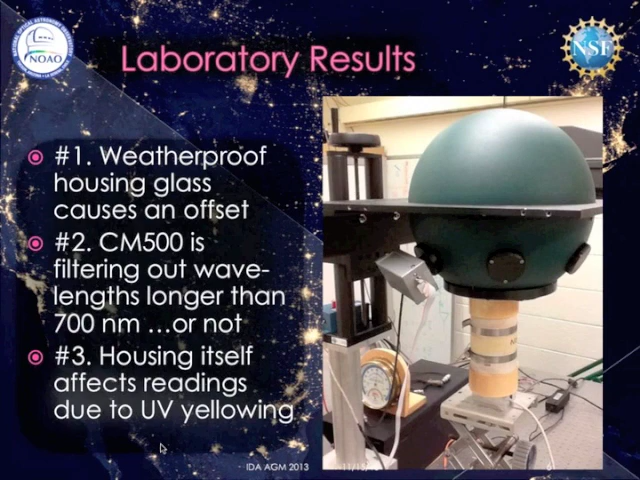 NOAO
Laboratory Results
NSF
#1. Weatherproof
housing glass
causes an offset
#2. CM500 is
filtering out wave-
lengths longer than
700 nm ...or not
#3. Housing itself
affects readings
due to UV yellowing
IDA AGM 2013